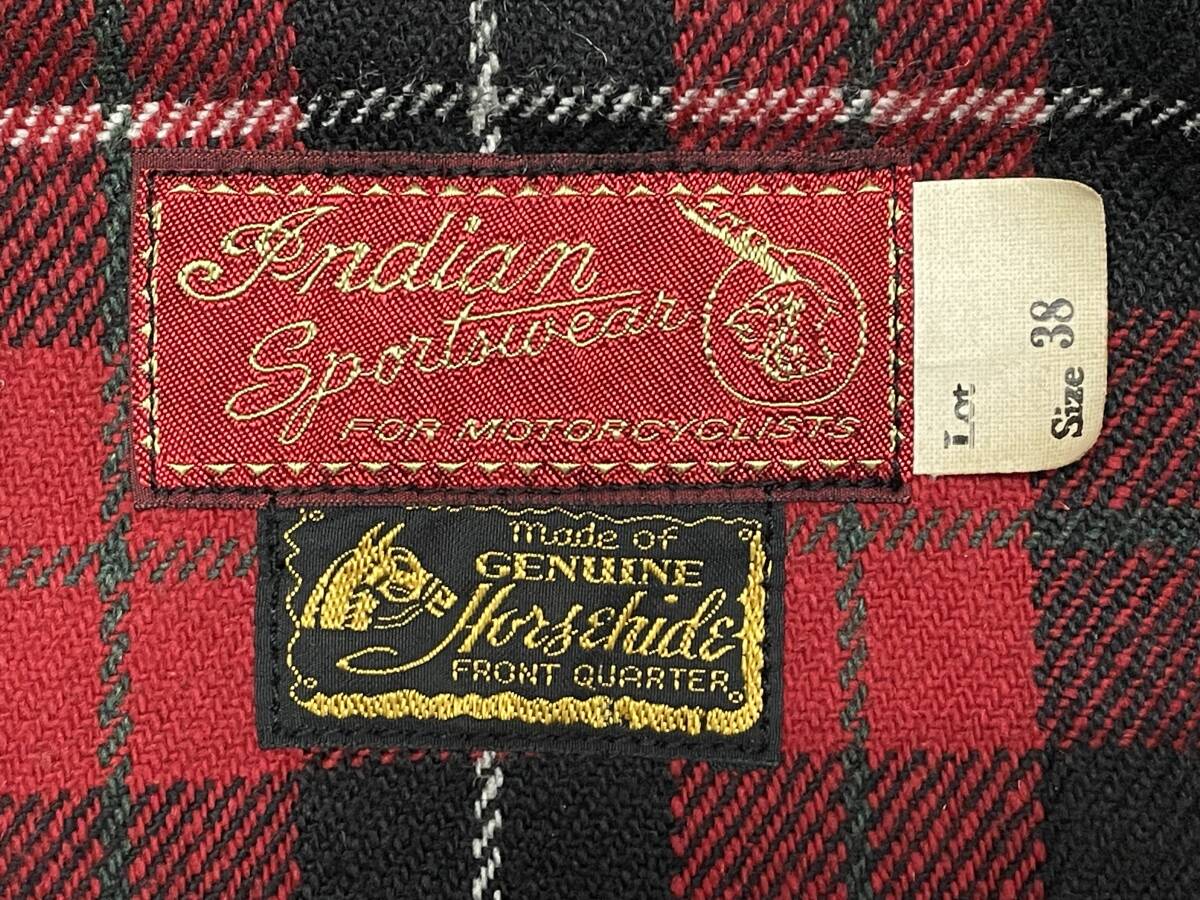 Indian
Sportswear
FOR MOTORCYCLISTS
Lot
Size 38
Made of
GENUINE
Horsehide
FRONT QUARTER